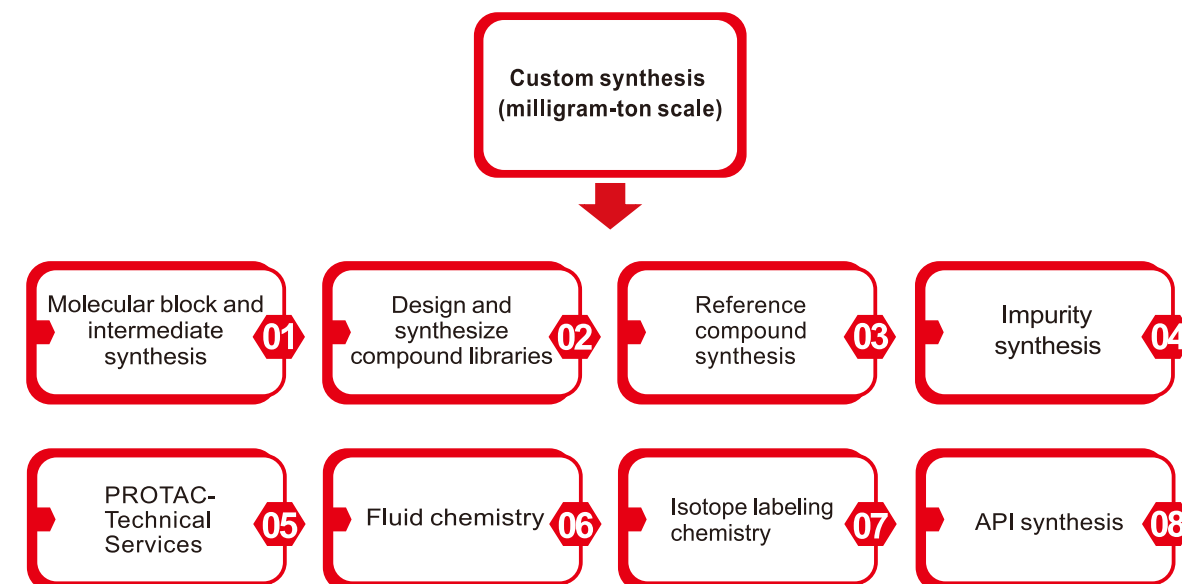 Custom synthesis
(milligram-ton scale)
Molecular block and
intermediate
synthesis
01
Design and
synthesize
compound libraries
02
Reference
compound
synthesis
03
Impurity
synthesis
04
PROTAC-
Technical
Services
05
Fluid chemistry
06
Isotope labeling
chemistry
07
API synthesis
08